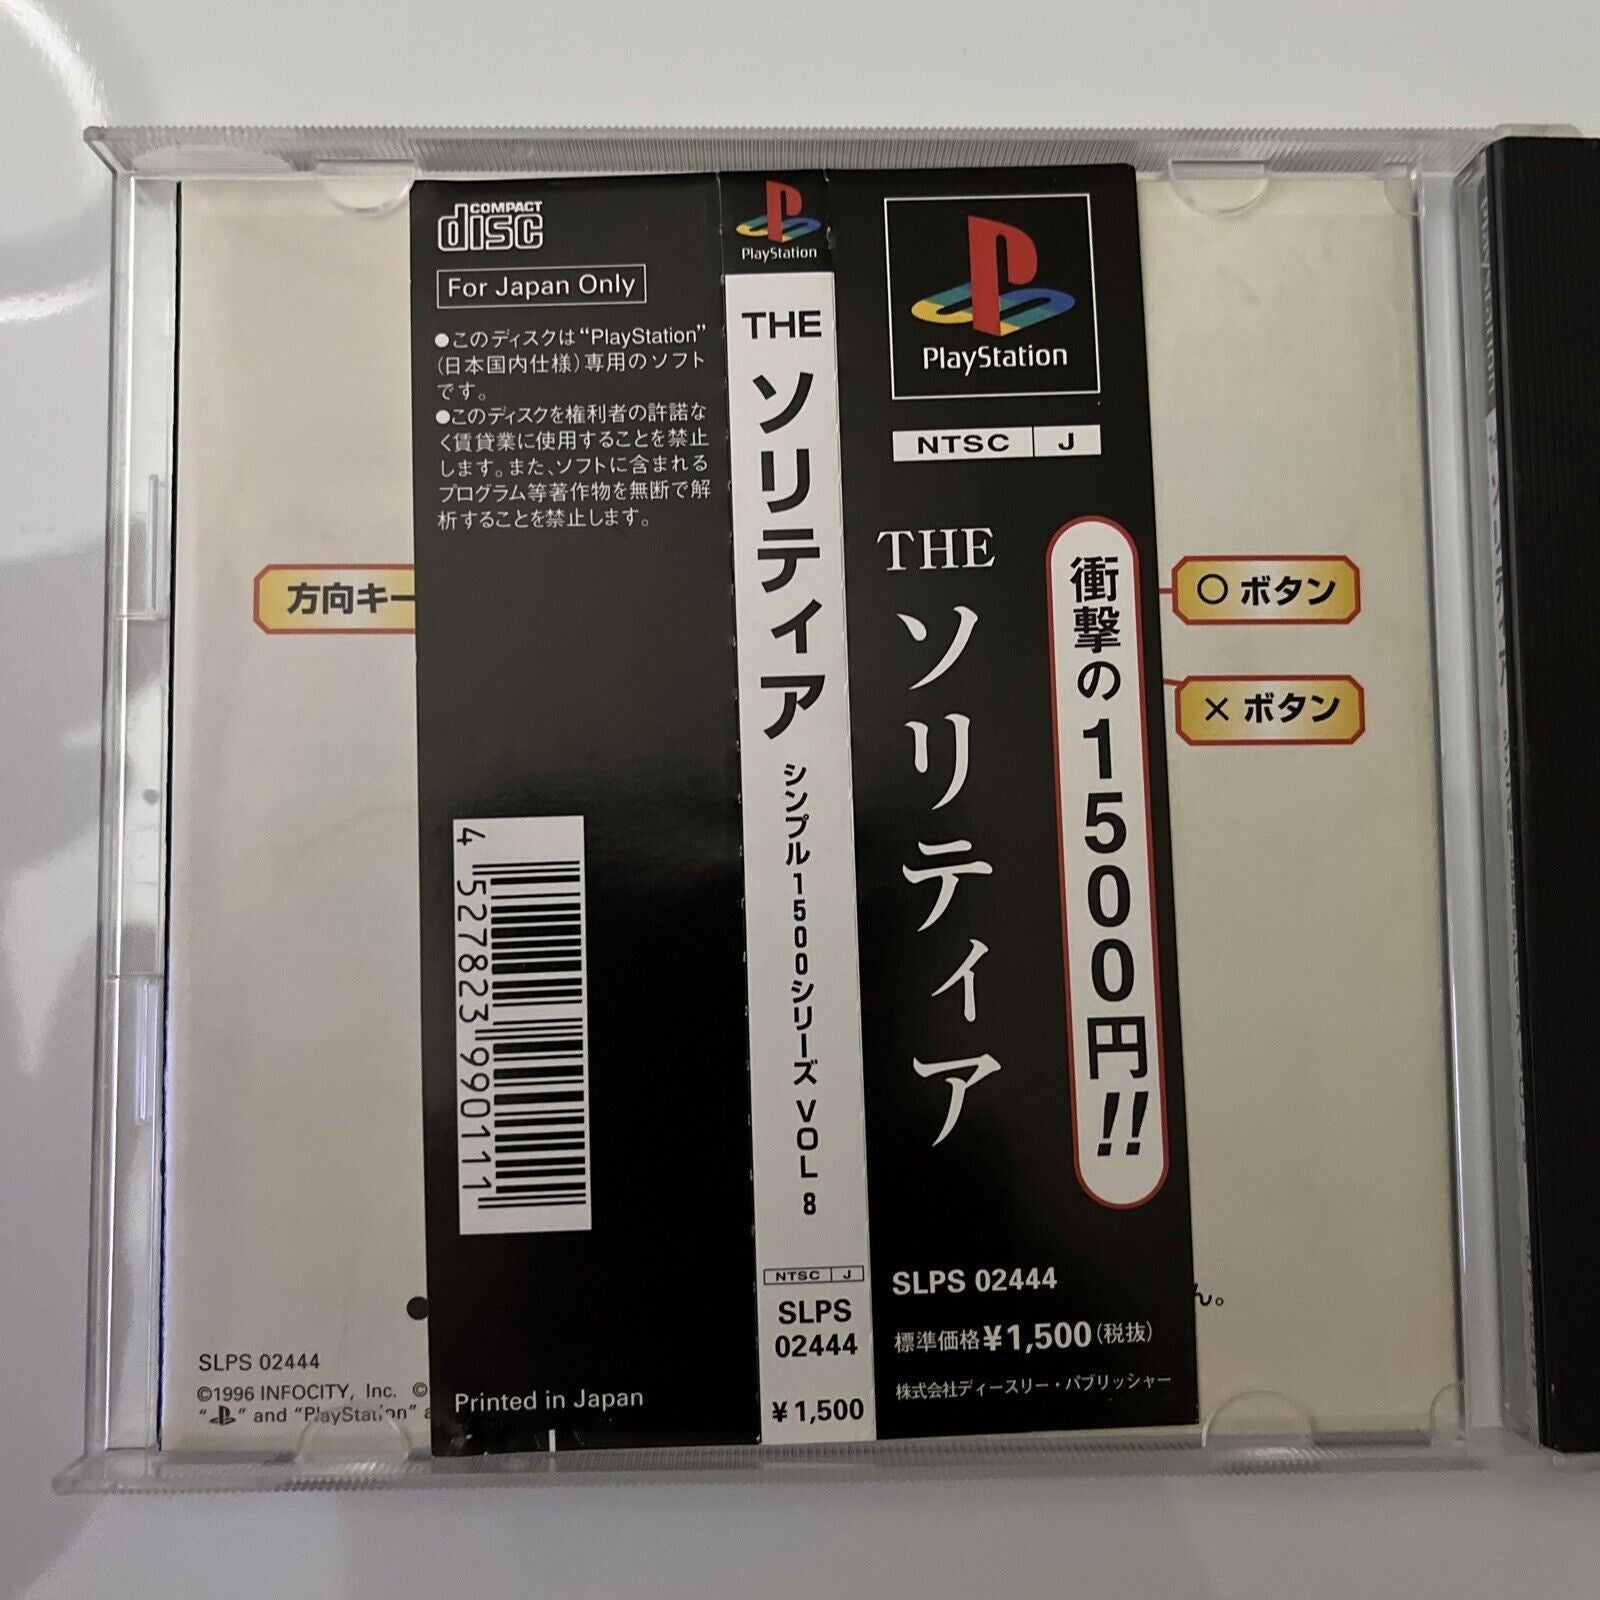 COMPACT
disc
For Japan Only
●このディスクは“PlayStation”
(日本国内仕様)専用のソフト
です。
●このディスクを権利者の許諾な
く賃貸業に使用することを禁止
します。また、ソフトに含まれる
プログラム等著作物を無断で解
析することを禁止します。
4 527823 990111
Printed in Japan
PlayStation
THE ソリティア シンプル1500シリーズ VOL 8
NTSC J
SLPS
02444
¥1,500
PlayStation
NTSC J
THE ソリティア
衝撃の1500円!!
SLPS 02444
標準価格¥1,500(税抜)
株式会社ディースリー・パブリッシャー
方向キー
○ ボタン
× ボタン
●
ん。
SLPS 02444
©1996 INFOCITY, Inc. ©
“ ” and “PlayStation” a